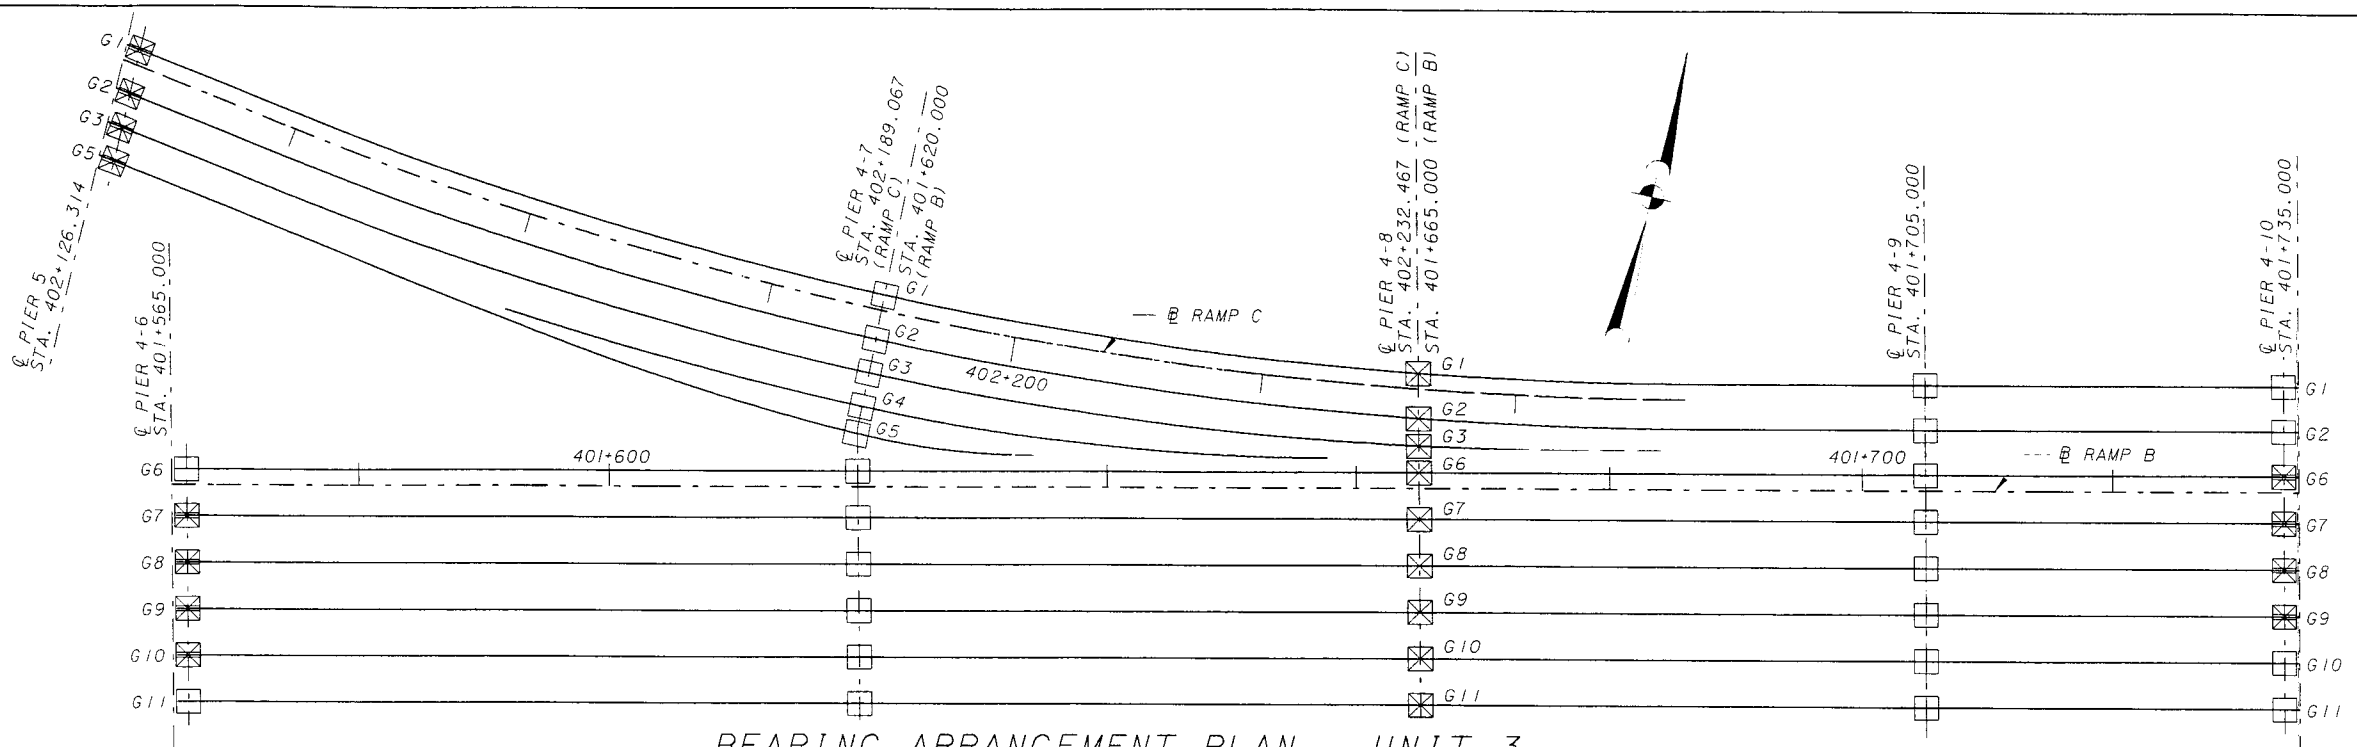 G1
G2
G3
G5
℄ PIER 5
STA. 402+126.314
℄ PIER 4-6
STA. 401+565.000
℄ PIER 4-7
STA. 402+189.067
(RAMP C)
STA. 401+620.000
(RAMP B)
G1
G2
G3
G4
G5
402+200
B RAMP C
℄ PIER 4-8
STA. 402+232.467 (RAMP C)
STA. 401+665.000 (RAMP B)
G1
G2
G3
G6
G7
G8
G9
G10
G11
℄ PIER 4-9
STA. 401+705.000
℄ PIER 4-10
STA. 401+735.000
G1
G2
G6
G7
G8
G9
G10
G11
401+600
401+700
B RAMP B
G6
G7
G8
G9
G10
G11
BEARING ARRANGEMENT PLAN - UNIT 3